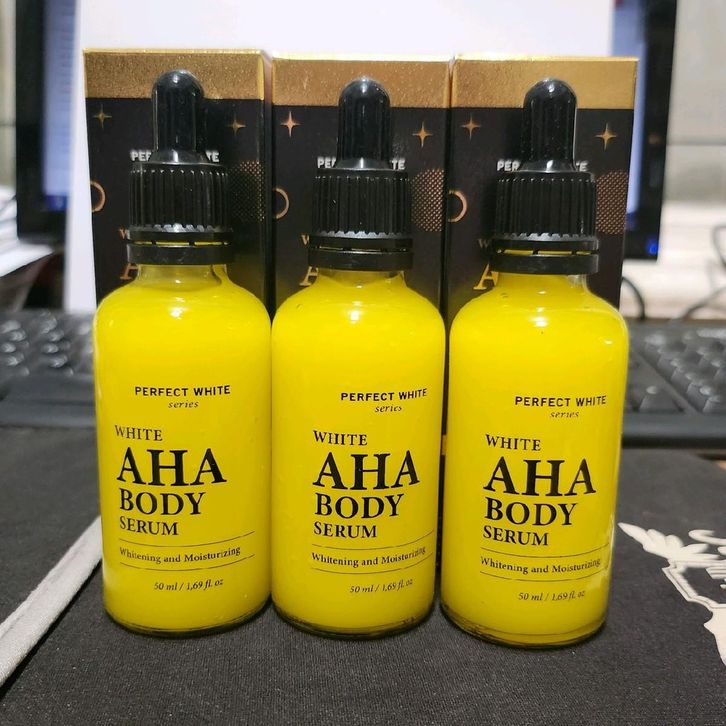 PERFECT WHITE
series
WHITE
AHA
BODY
SERUM
Whitening and Moisturizing
50 ml / 1,69 fl. oz
PERFECT WHITE
series
WHITE
AHA
BODY
SERUM
Whitening and Moisturizing
50 ml / 1,69 fl. oz
PERFECT WHITE
series
WHITE
AHA
BODY
SERUM
Whitening and Moisturizing
50 ml / 1,69 fl. oz